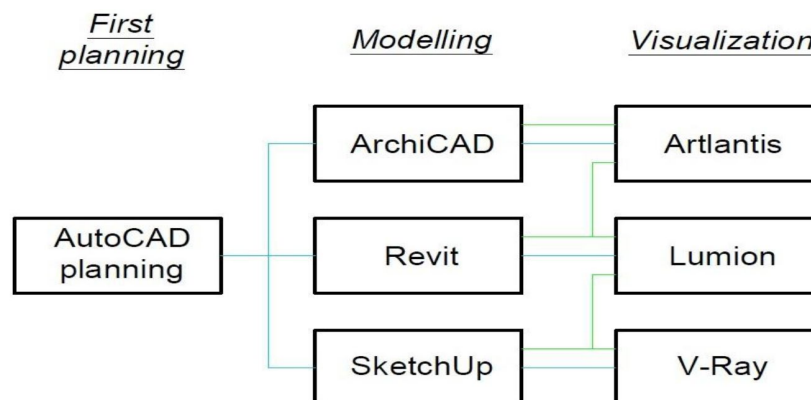 First
planning
Modelling
Visualization
ArchiCAD
Artlantis
AutoCAD
planning
Revit
Lumion
SketchUp
V-Ray